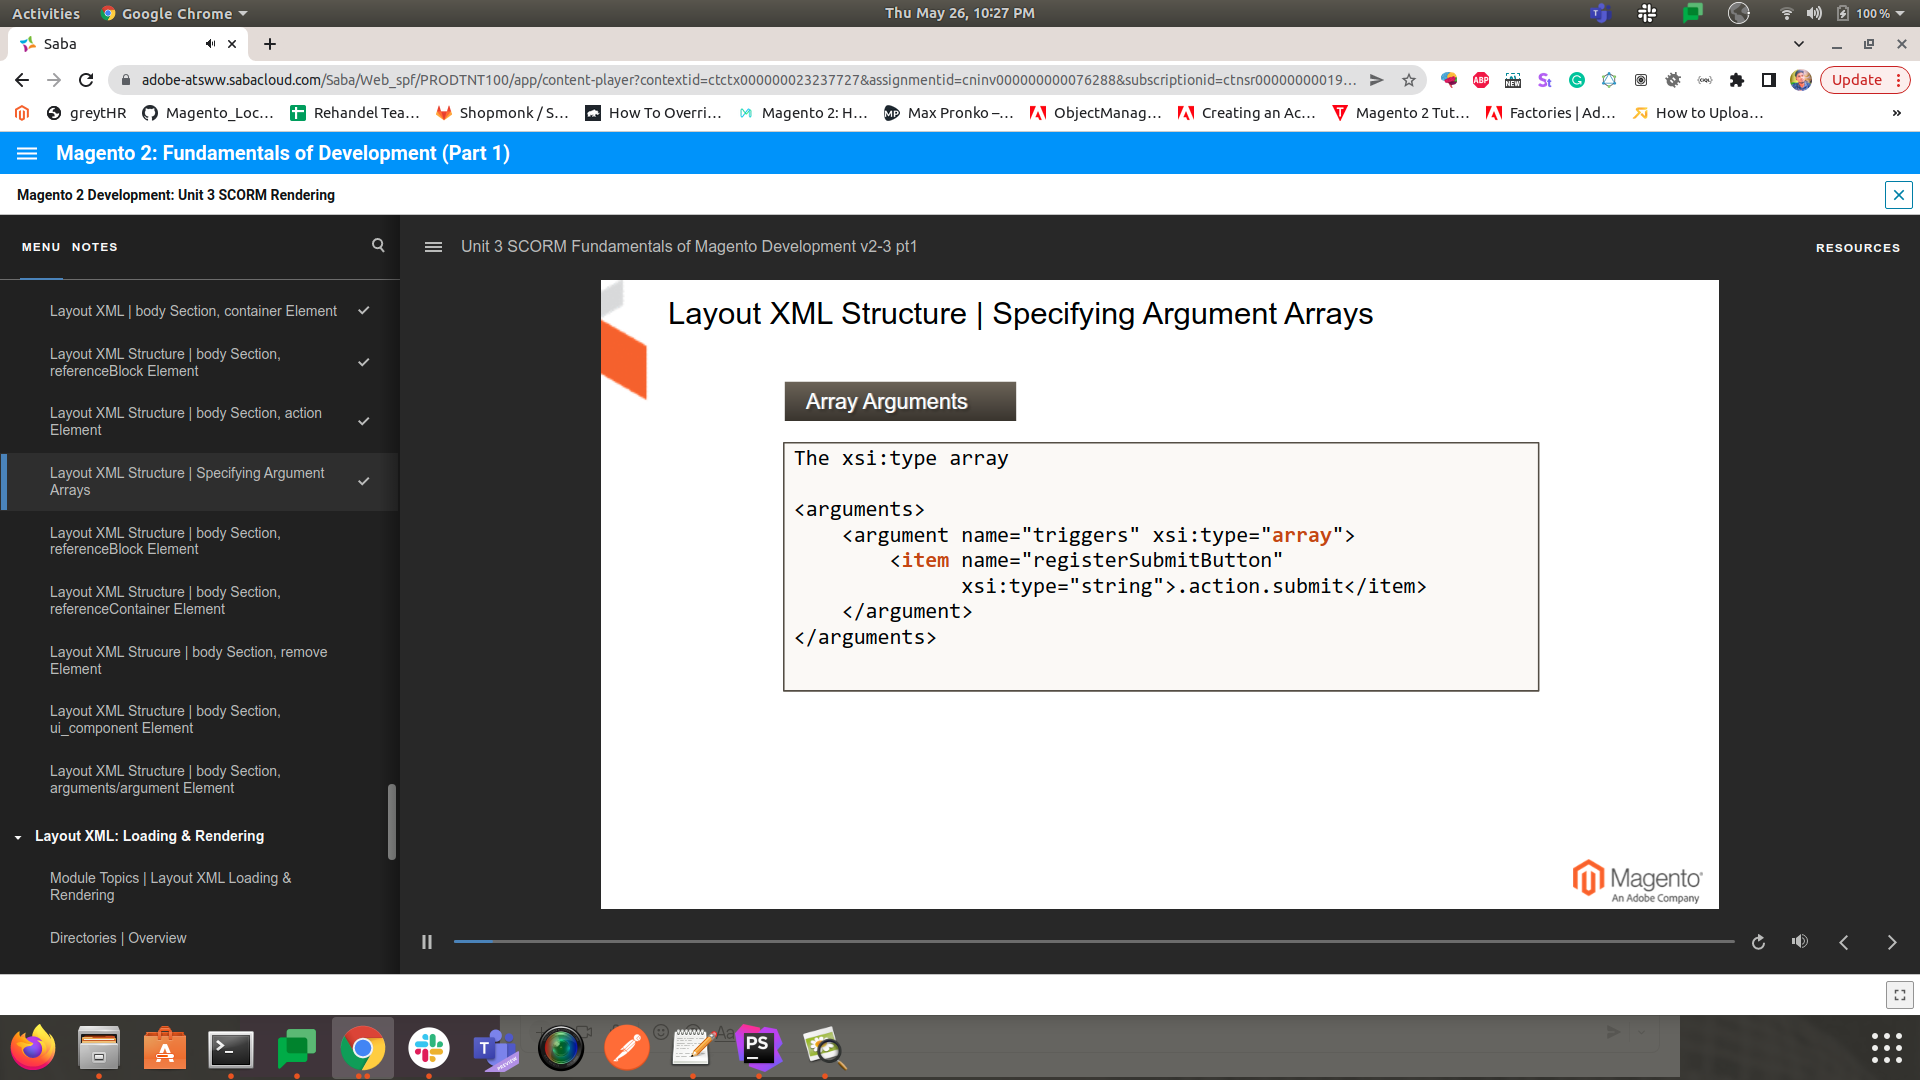 Activities Google Chrome Thu May 26, 10:27 PM 100 %
Saba
adobe-atsww.sabacloud.com/Saba/Web_spf/PRODTNT100/app/content-player?contextid=ctctx000000023237727&assignmentid=cninv000000000076288&subscriptionid=ctnsr00000000019... ABP NEW St Update
greytHR Magento_Loc... Rehandel Tea... Shopmonk / S... How To Overri... Magento 2: H... MP Max Pronko –... ObjectManag... Creating an Ac... Magento 2 Tut... Factories | Ad... How to Uploa... »
Magento 2: Fundamentals of Development (Part 1)
Magento 2 Development: Unit 3 SCORM Rendering
MENU NOTES
Unit 3 SCORM Fundamentals of Magento Development v2-3 pt1
RESOURCES
Layout XML | body Section, container Element
Layout XML Structure | body Section,
referenceBlock Element
Layout XML Structure | body Section, action
Element
Layout XML Structure | Specifying Argument
Arrays
Layout XML Structure | body Section,
referenceBlock Element
Layout XML Structure | body Section,
referenceContainer Element
Layout XML Strucure | body Section, remove
Element
Layout XML Structure | body Section,
ui_component Element
Layout XML Structure | body Section,
arguments/argument Element
Layout XML: Loading & Rendering
Module Topics | Layout XML Loading &
Rendering
Directories | Overview
Layout XML Structure | Specifying Argument Arrays
Array Arguments
The xsi:type array
<arguments>
<argument name="triggers" xsi:type="array">
<item name="registerSubmitButton"
xsi:type="string">.action.submit</item>
</argument>
</arguments>
Magento
An Adobe Company
PS